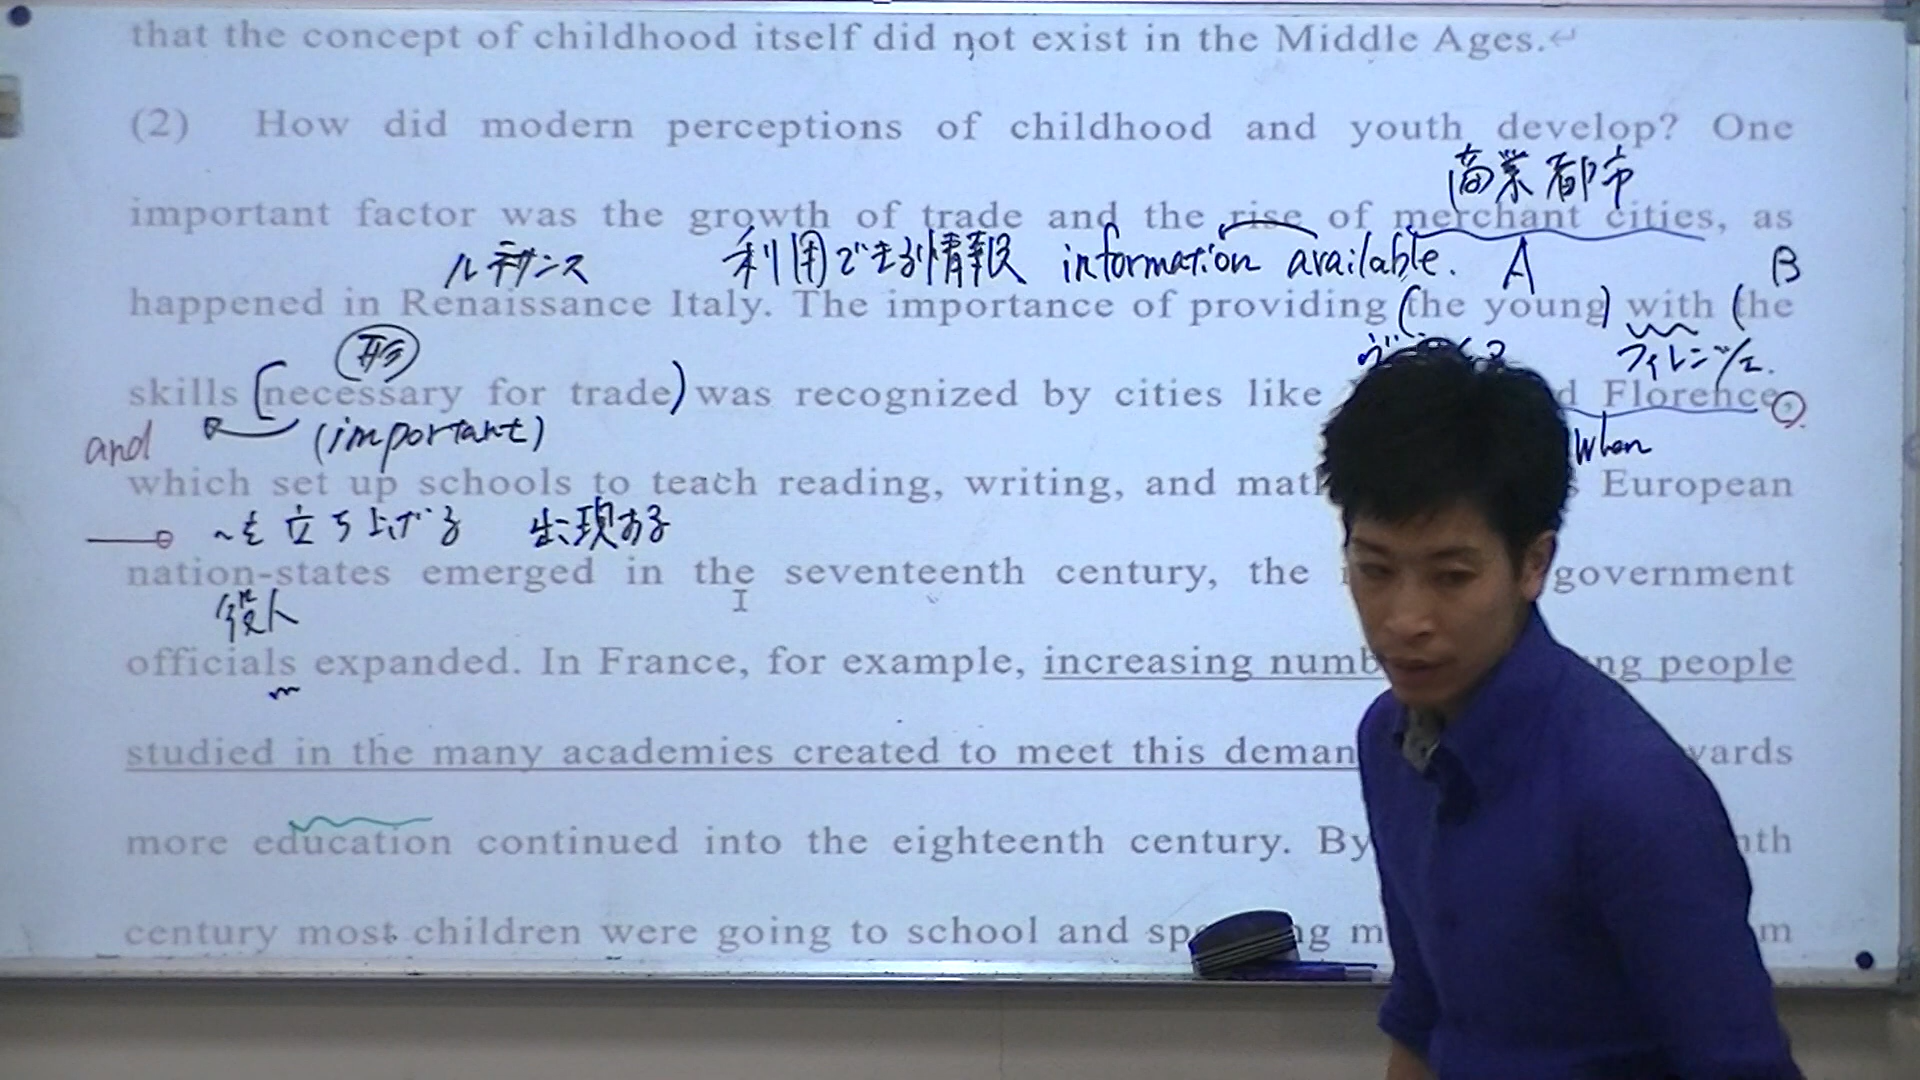 that the concept of childhood itself did not exist in the Middle Ages.↵
(2) How did modern perceptions of childhood and youth develop? One
商業都市
important factor was the growth of trade and the rise of merchant cities, as
ルネサンス 利用できる情報 information available. A B
happened in Renaissance Italy. The importance of providing (the young) with (the
形 フィレンツェ.
skills (necessary for trade) was recognized by cities like d Florence,
and (important) When
which set up schools to teach reading, writing, and mat European
~を立ち上げる 出現する
nation-states emerged in the seventeenth century, the government
役人
officials expanded. In France, for example, increasing numb ng people
studied in the many academies created to meet this deman wards
more education continued into the eighteenth century. By nth
century most children were going to school and sp ng m m